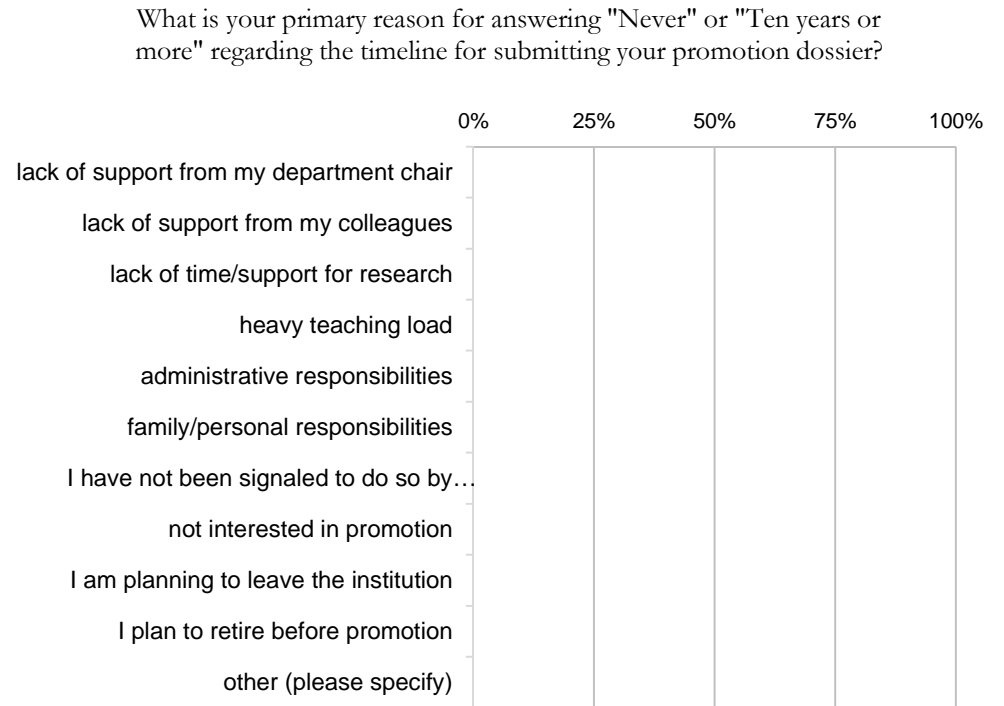 What is your primary reason for answering "Never" or "Ten years or
more" regarding the timeline for submitting your promotion dossier?
0% 25% 50% 75% 100%
lack of support from my department chair
lack of support from my colleagues
lack of time/support for research
heavy teaching load
administrative responsibilities
family/personal responsibilities
I have not been signaled to do so by…
not interested in promotion
I am planning to leave the institution
I plan to retire before promotion
other (please specify)